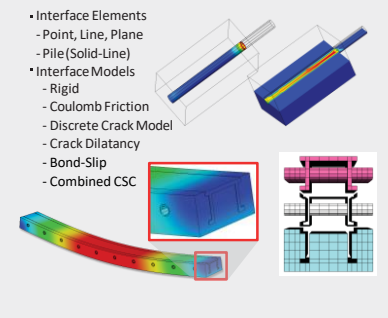 ▪ Interface Elements
- Point, Line, Plane
- Pile (Solid-Line)
▪ Interface Models
- Rigid
- Coulomb Friction
- Discrete Crack Model
- Crack Dilatancy
- Bond-Slip
- Combined CSC